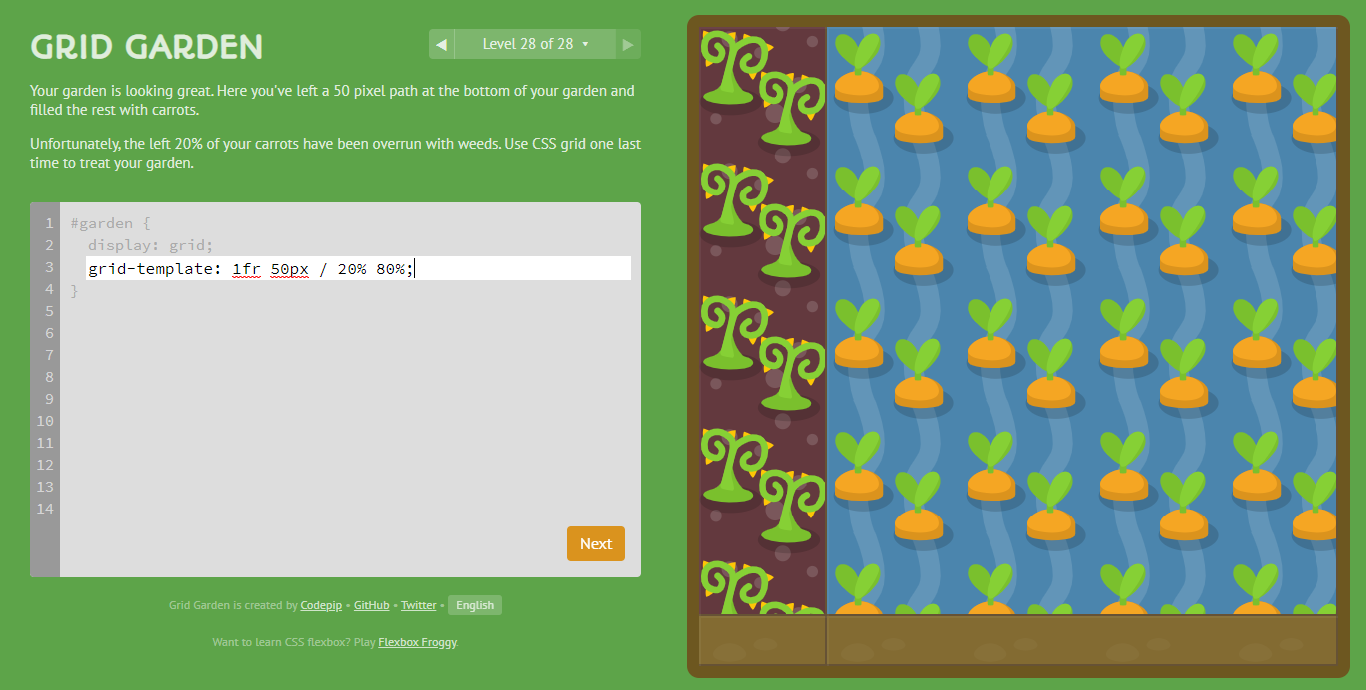 GRID GARDEN
◀ Level 28 of 28 ▾ ▶
Your garden is looking great. Here you've left a 50 pixel path at the bottom of your garden and
filled the rest with carrots.
Unfortunately, the left 20% of your carrots have been overrun with weeds. Use CSS grid one last
time to treat your garden.
1 #garden {
2 display: grid;
3 grid-template: 1fr 50px / 20% 80%;
4 }
5
6
7
8
9
10
11
12
13
14
Next
Grid Garden is created by Codepip • GitHub • Twitter • English
Want to learn CSS flexbox? Play Flexbox Froggy.